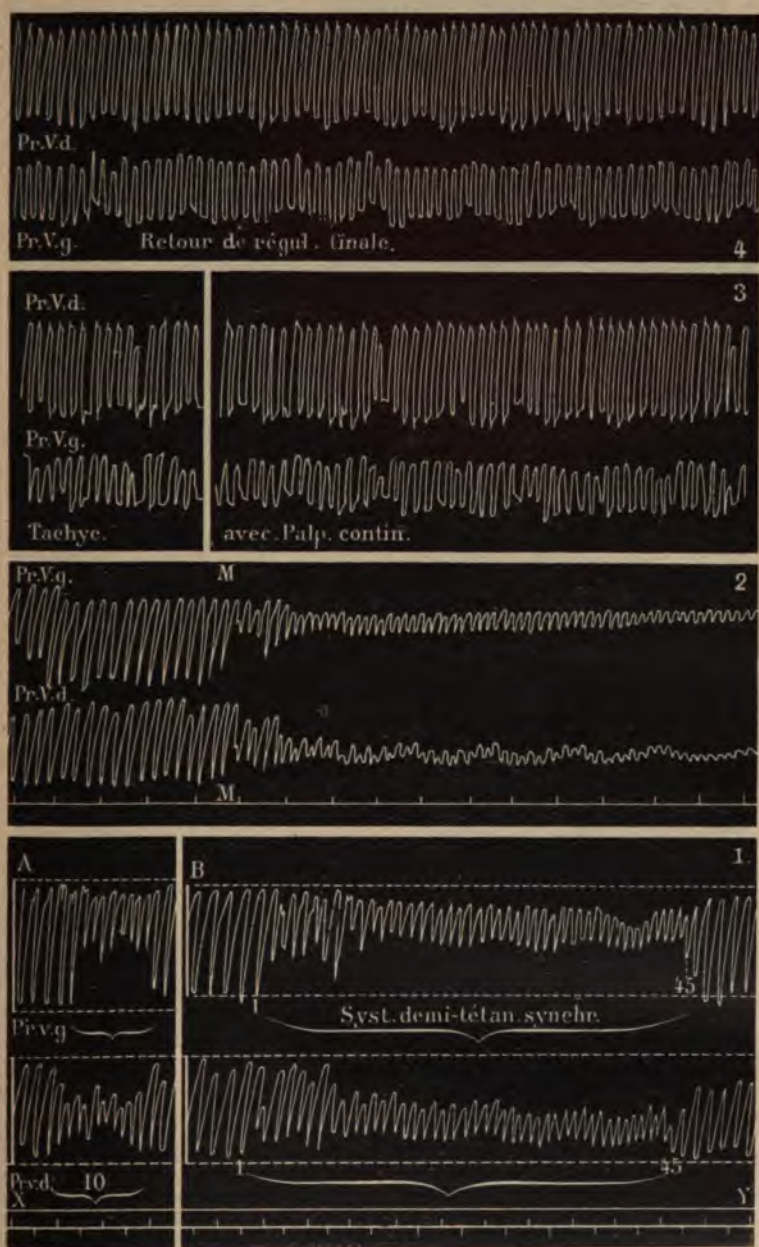 Pr.V.d.
Pr.V.g. Retour de régul. finale.
4
Pr.V.d.
3
Pr.V.g.
Tachyc. avec. Palp. contin.
Pr.V.g. M
2
Pr.V.d.
M
A B 1.
45
1
Pr.v.g Syst. demi-tétan. synchr.
1 45
Pr.v.d. 10
X Y